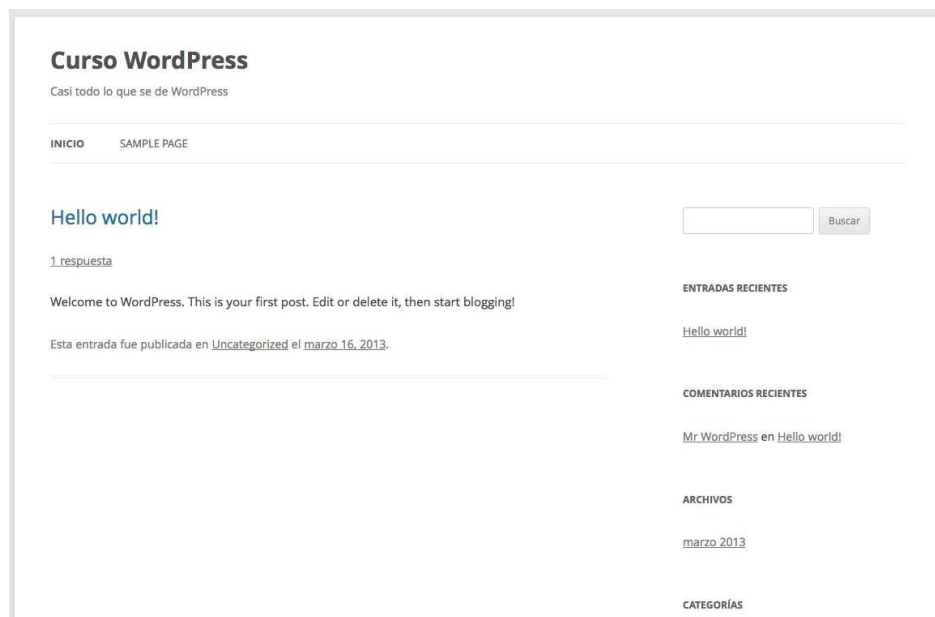 Curso WordPress
Casi todo lo que se de WordPress
INICIO SAMPLE PAGE
Hello world!
1 respuesta
Welcome to WordPress. This is your first post. Edit or delete it, then start blogging!
Esta entrada fue publicada en Uncategorized el marzo 16, 2013.
Buscar
ENTRADAS RECIENTES
Hello world!
COMENTARIOS RECIENTES
Mr WordPress en Hello world!
ARCHIVOS
marzo 2013
CATEGORÍAS